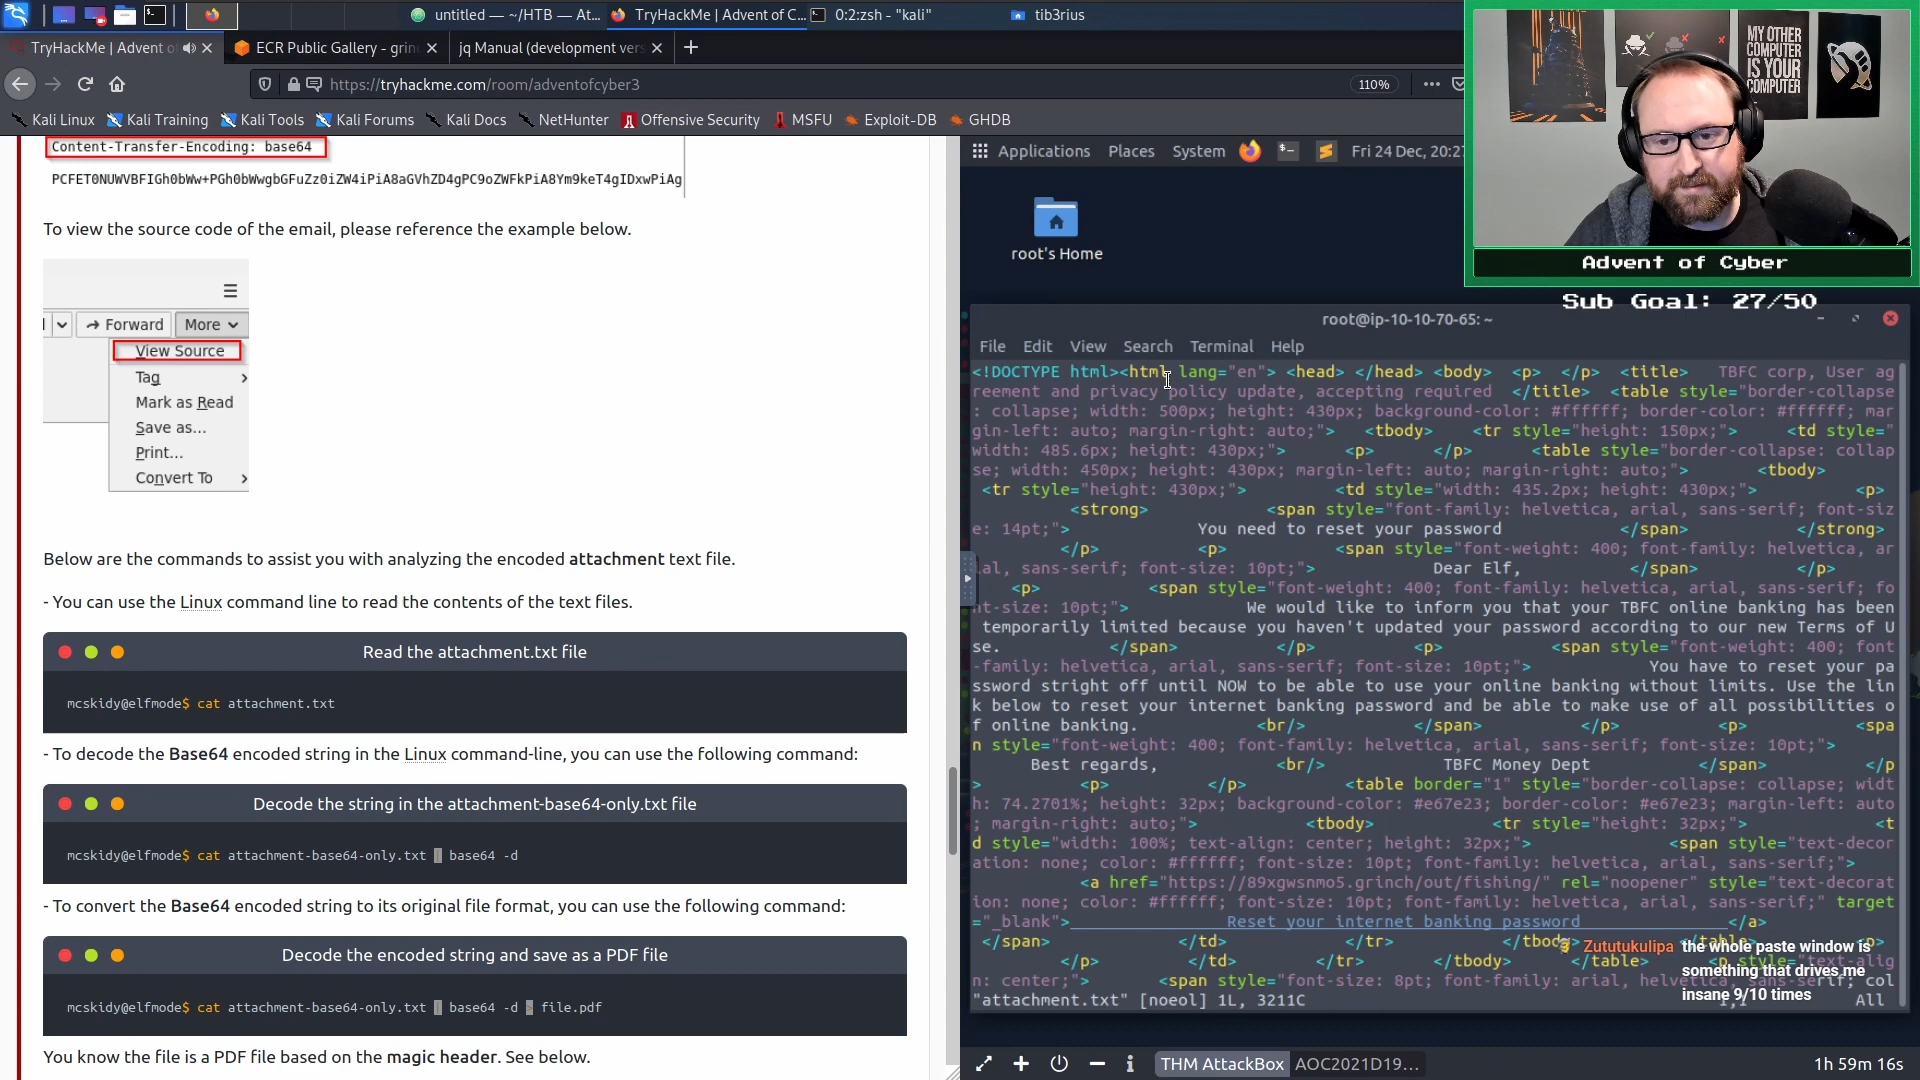 untitled — ~/HTB — At...
TryHackMe | Advent of C...
0:2:zsh - "kali"
tib3rius
TryHackMe | Advent o
ECR Public Gallery - grin
jq Manual (development vers
https://tryhackme.com/room/adventofcyber3
110%
Kali Linux
Kali Training
Kali Tools
Kali Forums
Kali Docs
NetHunter
Offensive Security
MSFU
Exploit-DB
GHDB
Content-Transfer-Encoding: base64
PCFET0NUWVBFIGh0bWw+PGh0bWwgbGFuZz0iZW4iPiA8aGVhZD4gPC9oZWFkPiA8Ym9keT4gIDxwPiAg
To view the source code of the email, please reference the example below.
Forward
More
View Source
Tag
Mark as Read
Save as...
Print...
Convert To
Below are the commands to assist you with analyzing the encoded attachment text file.
- You can use the Linux command line to read the contents of the text files.
Read the attachment.txt file
mcskidy@elfmode$ cat attachment.txt
- To decode the Base64 encoded string in the Linux command-line, you can use the following command:
Decode the string in the attachment-base64-only.txt file
mcskidy@elfmode$ cat attachment-base64-only.txt | base64 -d
- To convert the Base64 encoded string to its original file format, you can use the following command:
Decode the encoded string and save as a PDF file
mcskidy@elfmode$ cat attachment-base64-only.txt | base64 -d > file.pdf
You know the file is a PDF file based on the magic header. See below.
Applications Places System
Fri 24 Dec, 20:27
root's Home
MY OTHER
COMPUTER
IS YOUR
COMPUTER
Advent of Cyber
Sub Goal: 27/50
root@ip-10-10-70-65: ~
File Edit View Search Terminal Help
<!DOCTYPE html><html lang="en"> <head> </head> <body> <p> </p> <title> TBFC corp, User ag
reement and privacy policy update, accepting required </title> <table style="border-collapse
: collapse; width: 500px; height: 430px; background-color: #ffffff; border-color: #ffffff; mar
gin-left: auto; margin-right: auto;"> <tbody> <tr style="height: 150px;"> <td style="
width: 485.6px; height: 430px;"> <p> </p> <table style="border-collapse: collap
se; width: 450px; height: 430px; margin-left: auto; margin-right: auto;"> <tbody>
<tr style="height: 430px;"> <td style="width: 435.2px; height: 430px;"> <p>
<strong> <span style="font-family: helvetica, arial, sans-serif; font-siz
e: 14pt;"> You need to reset your password </span> </strong>
</p> <p> <span style="font-weight: 400; font-family: helvetica, ar
ial, sans-serif; font-size: 10pt;"> Dear Elf, </span> </p>
<p> <span style="font-weight: 400; font-family: helvetica, arial, sans-serif; fo
nt-size: 10pt;"> We would like to inform you that your TBFC online banking has been
temporarily limited because you haven't updated your password according to our new Terms of U
se. </span> </p> <p> <span style="font-weight: 400; font
-family: helvetica, arial, sans-serif; font-size: 10pt;"> You have to reset your pa
ssword stright off until NOW to be able to use your online banking without limits. Use the lin
k below to reset your internet banking password and be able to make use of all possibilities o
f online banking. <br/> </span> </p> <p> <spa
n style="font-weight: 400; font-family: helvetica, arial, sans-serif; font-size: 10pt;">
Best regards, <br/> TBFC Money Dept </span> </p
> <p> </p> <table border="1" style="border-collapse: collapse; widt
h: 74.2701%; height: 32px; background-color: #e67e23; border-color: #e67e23; margin-left: auto
; margin-right: auto;"> <tbody> <tr style="height: 32px;"> <t
d style="width: 100%; text-align: center; height: 32px;"> <span style="text-decor
ation: none; color: #ffffff; font-size: 10pt; font-family: helvetica, arial, sans-serif;">
<a href="https://89xgwsnmo5.grinch/out/fishing/" rel="noopener" style="text-decorat
ion: none; color: #ffffff; font-size: 10pt; font-family: helvetica, arial, sans-serif;" target
="_blank"> Reset your internet banking password </a>
</span> </td> </tr> </tbody> </table> <p>
</p> </td> </tr> </tbody> </table> <p style="text-alig
n: center;"> <span style="font-size: 8pt; font-family: arial, helvetica, sans-serif; col
"attachment.txt" [noeol] 1L, 3211C 1,1 All
Zututukulipa the whole paste window is
something that drives me
insane 9/10 times
THM AttackBox
AOC2021D19...
1h 59m 16s